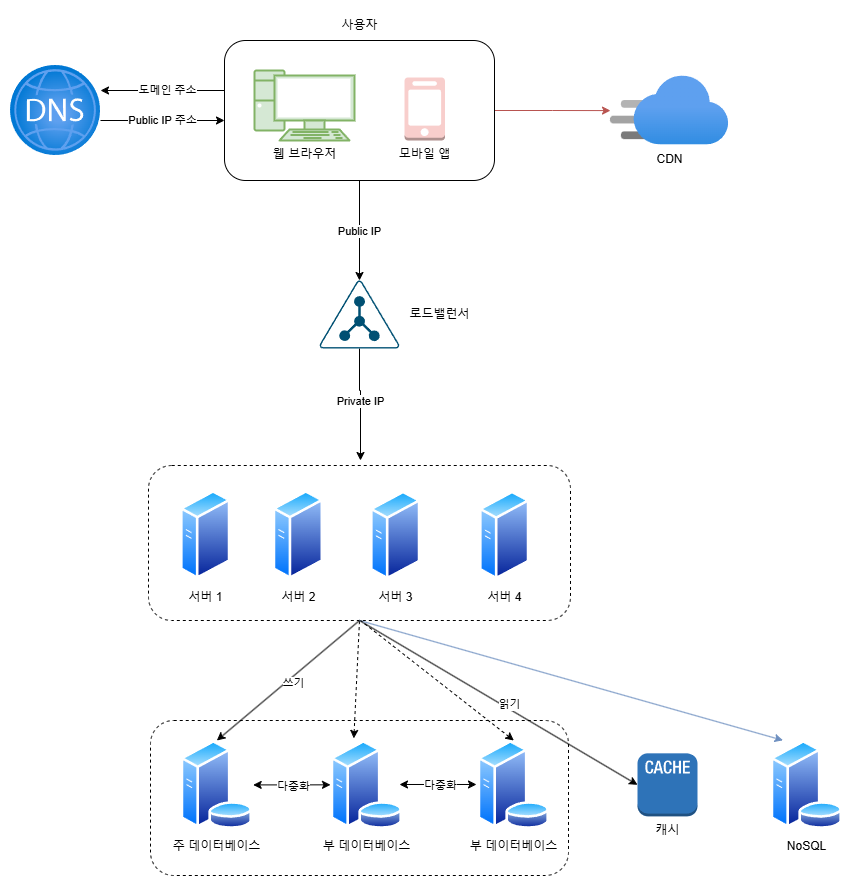 사용자
DNS
도메인 주소
Public IP 주소
웹 브라우저
모바일 앱
CDN
Public IP
로드밸런서
Private IP
서버 1
서버 2
서버 3
서버 4
쓰기
읽기
다중화
다중화
CACHE
주 데이터베이스
부 데이터베이스
부 데이터베이스
캐시
NoSQL